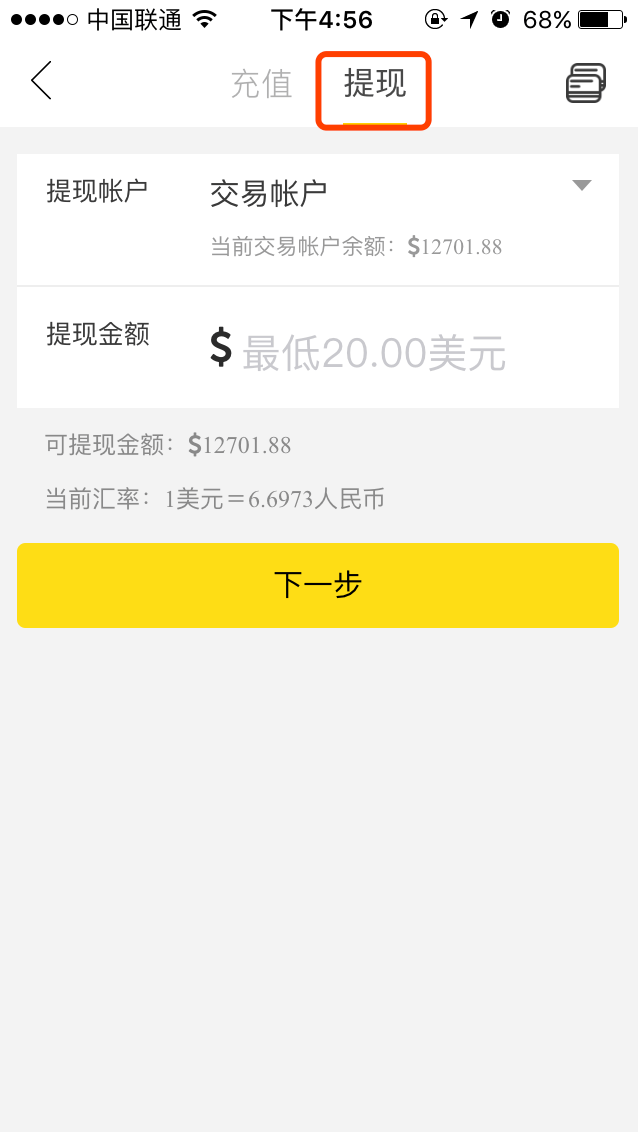 中国联通 下午4:56 68%
充值 提现
提现帐户 交易帐户
当前交易帐户余额：$12701.88
提现金额 $ 最低20.00美元
可提现金额：$12701.88
当前汇率：1美元＝6.6973人民币
下一步